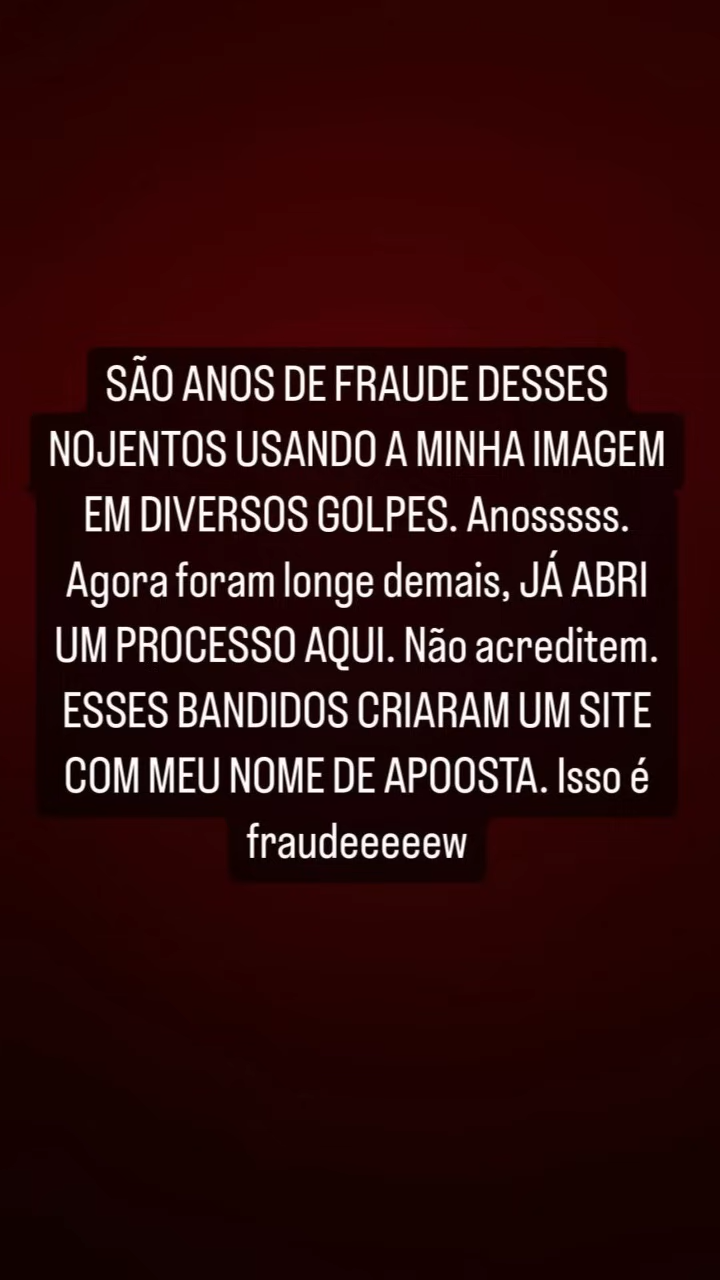 SÃO ANOS DE FRAUDE DESSES
NOJENTOS USANDO A MINHA IMAGEM
EM DIVERSOS GOLPES. Anosssss.
Agora foram longe demais, JÁ ABRI
UM PROCESSO AQUI. Não acreditem.
ESSES BANDIDOS CRIARAM UM SITE
COM MEU NOME DE APOOSTA. Isso é
fraudeeeeew